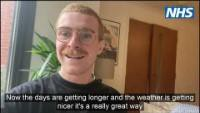 NHS
Now the days are getting longer and the weather is getting
nicer it's a really great way